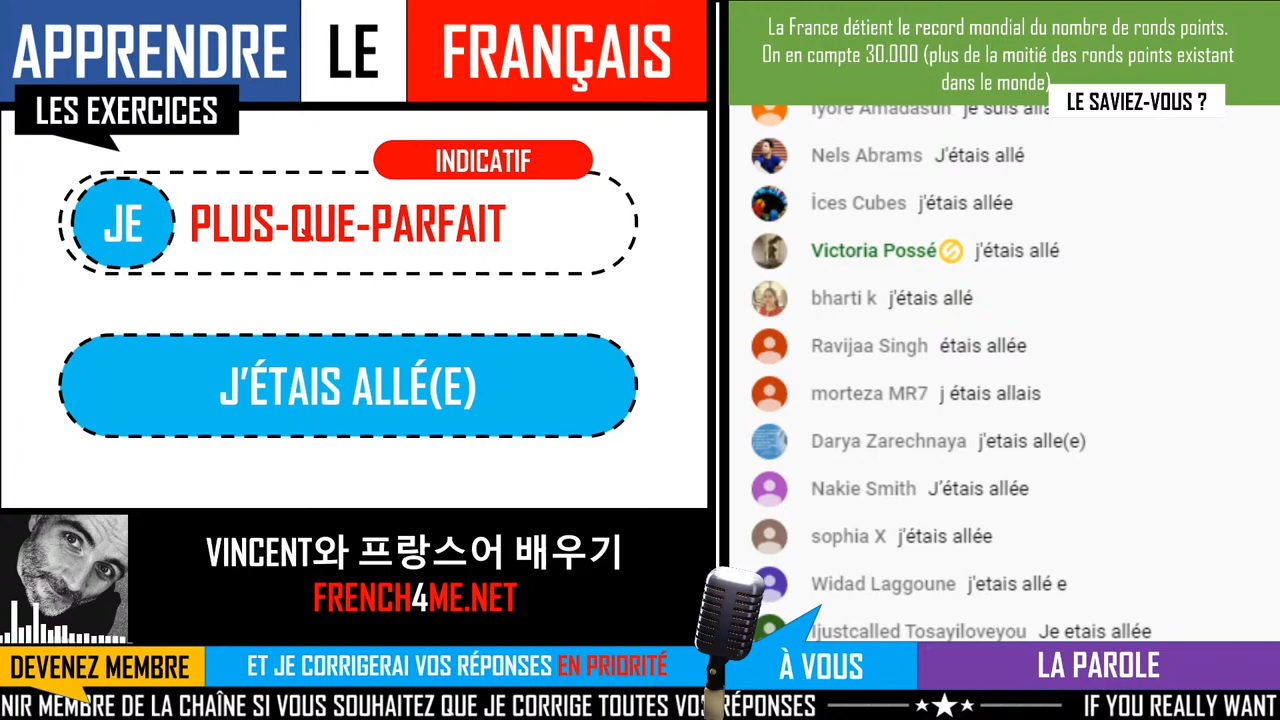 APPRENDRE LE FRANÇAIS
LES EXERCICES
INDICATIF
JE PLUS-QUE-PARFAIT
J'ÉTAIS ALLÉ(E)
VINCENT와 프랑스어 배우기
FRENCH4ME.NET
La France détient le record mondial du nombre de ronds points.
On en compte 30.000 (plus de la moitié des ronds points existant
dans le monde)
LE SAVIEZ-VOUS ?
Iyore Amadasun je suis allé
Nels Abrams J'étais allé
İces Cubes j'étais allée
Victoria Possé j'étais allé
bharti k j'étais allé
Ravijaa Singh étais allée
morteza MR7 j étais allais
Darya Zarechnaya j'etais alle(e)
Nakie Smith J'étais allée
sophia X j'étais allée
Widad Laggoune j'etais allé e
Ijustcalled Tosayiloveyou Je etais allée
DEVENEZ MEMBRE
ET JE CORRIGERAI VOS RÉPONSES EN PRIORITÉ
À VOUS
LA PAROLE
NIR MEMBRE DE LA CHAÎNE SI VOUS SOUHAITEZ QUE JE CORRIGE TOUTES VOS RÉPONSES IF YOU REALLY WANT